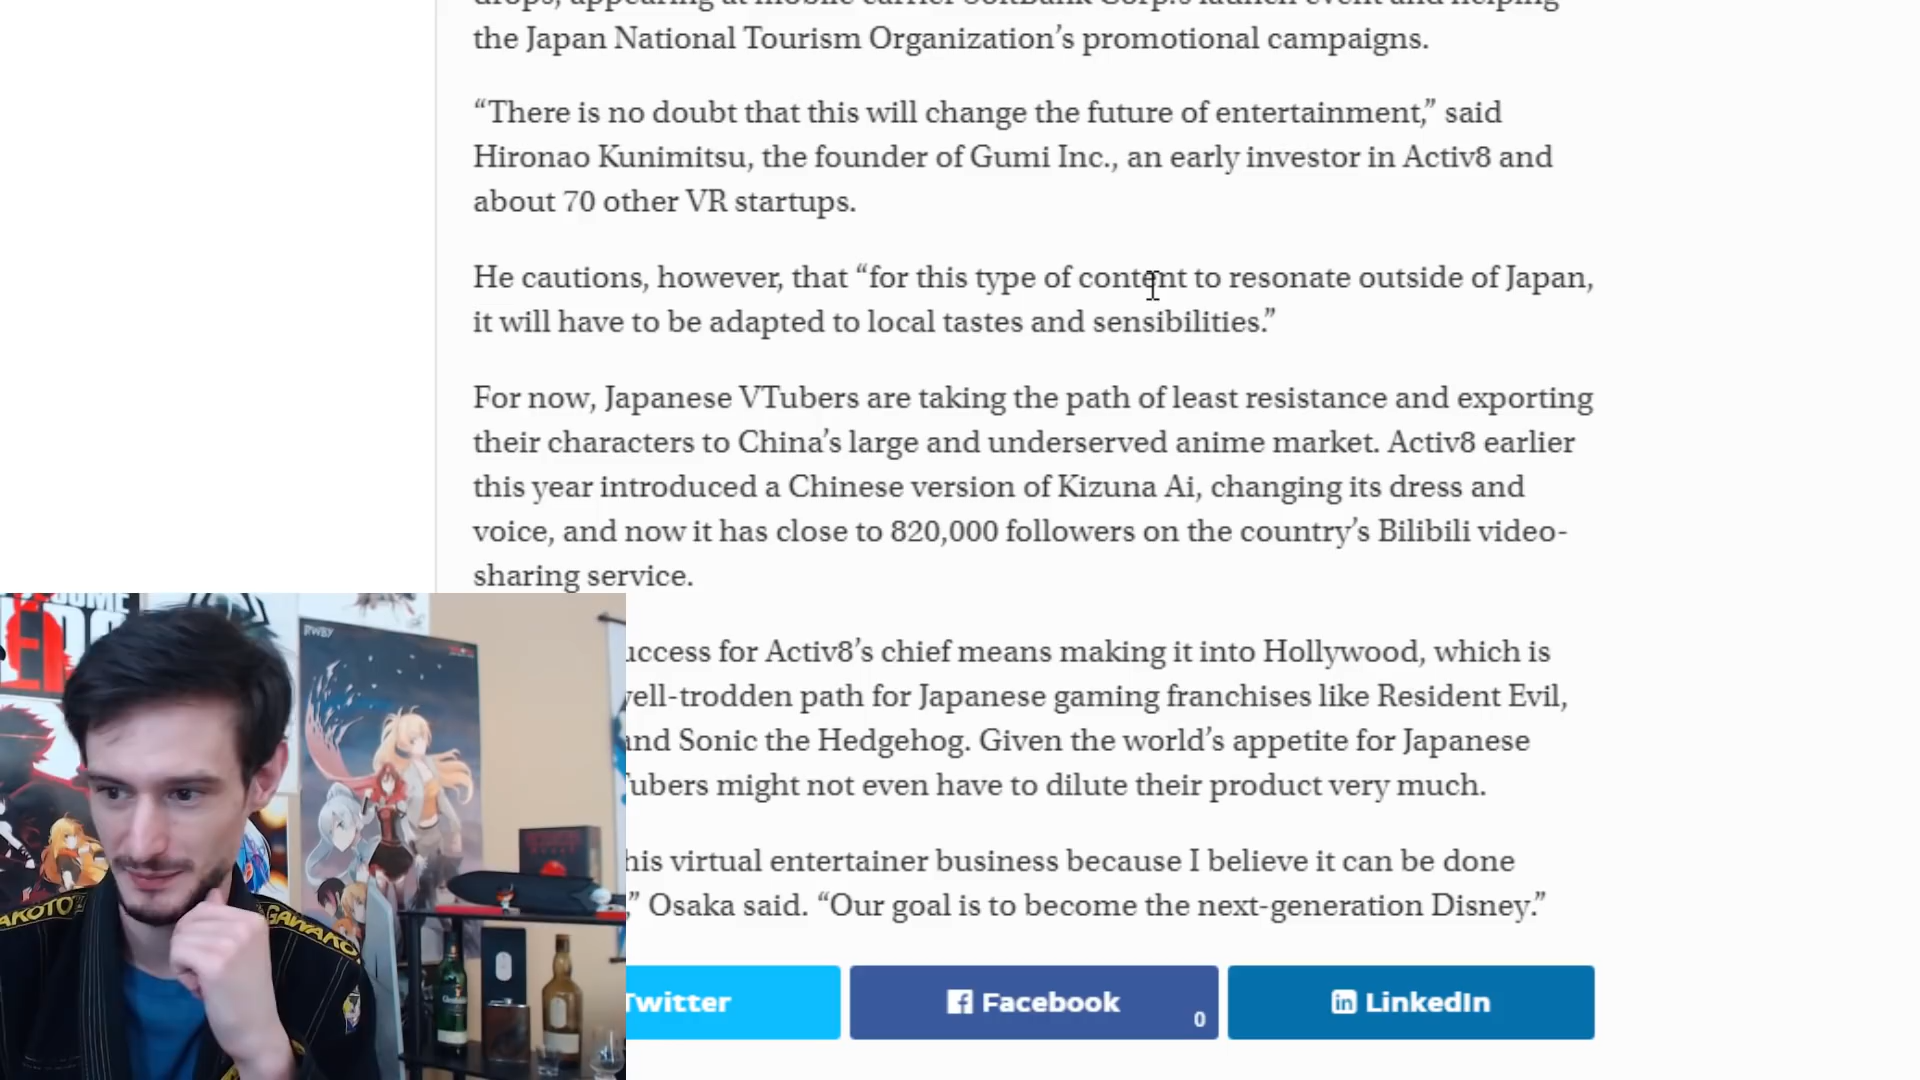 the Japan National Tourism Organization’s promotional campaigns.
“There is no doubt that this will change the future of entertainment,” said
Hironao Kunimitsu, the founder of Gumi Inc., an early investor in Activ8 and
about 70 other VR startups.
He cautions, however, that “for this type of content to resonate outside of Japan,
it will have to be adapted to local tastes and sensibilities.”
For now, Japanese VTubers are taking the path of least resistance and exporting
their characters to China’s large and underserved anime market. Activ8 earlier
this year introduced a Chinese version of Kizuna Ai, changing its dress and
voice, and now it has close to 820,000 followers on the country’s Bilibili video-
sharing service.
uccess for Activ8’s chief means making it into Hollywood, which is
ell-trodden path for Japanese gaming franchises like Resident Evil,
nd Sonic the Hedgehog. Given the world’s appetite for Japanese
Tubers might not even have to dilute their product very much.
his virtual entertainer business because I believe it can be done
,” Osaka said. “Our goal is to become the next-generation Disney.”
Twitter
Facebook
0
LinkedIn
RWBY